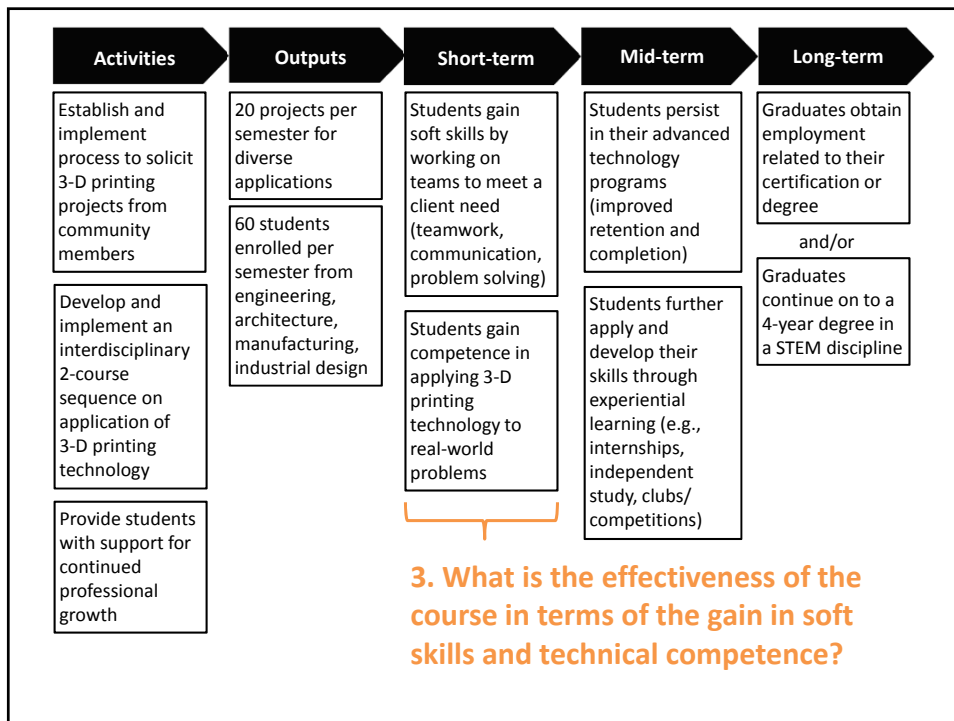 Activities
Outputs
Short-term
Mid-term
Long-term
Establish and
implement
process to solicit
3-D printing
projects from
community
members
Develop and
implement an
interdisciplinary
2-course
sequence on
application of
3-D printing
technology
Provide students
with support for
continued
professional
growth
20 projects per
semester for
diverse
applications
60 students
enrolled per
semester from
engineering,
architecture,
manufacturing,
industrial design
Students gain
soft skills by
working on
teams to meet a
client need
(teamwork,
communication,
problem solving)
Students gain
competence in
applying 3-D
printing
technology to
real-world
problems
Students persist
in their advanced
technology
programs
(improved
retention and
completion)
Students further
apply and
develop their
skills through
experiential
learning (e.g.,
internships,
independent
study, clubs/
competitions)
Graduates obtain
employment
related to their
certification or
degree
and/or
Graduates
continue on to a
4-year degree in
a STEM discipline
3. What is the effectiveness of the
course in terms of the gain in soft
skills and technical competence?